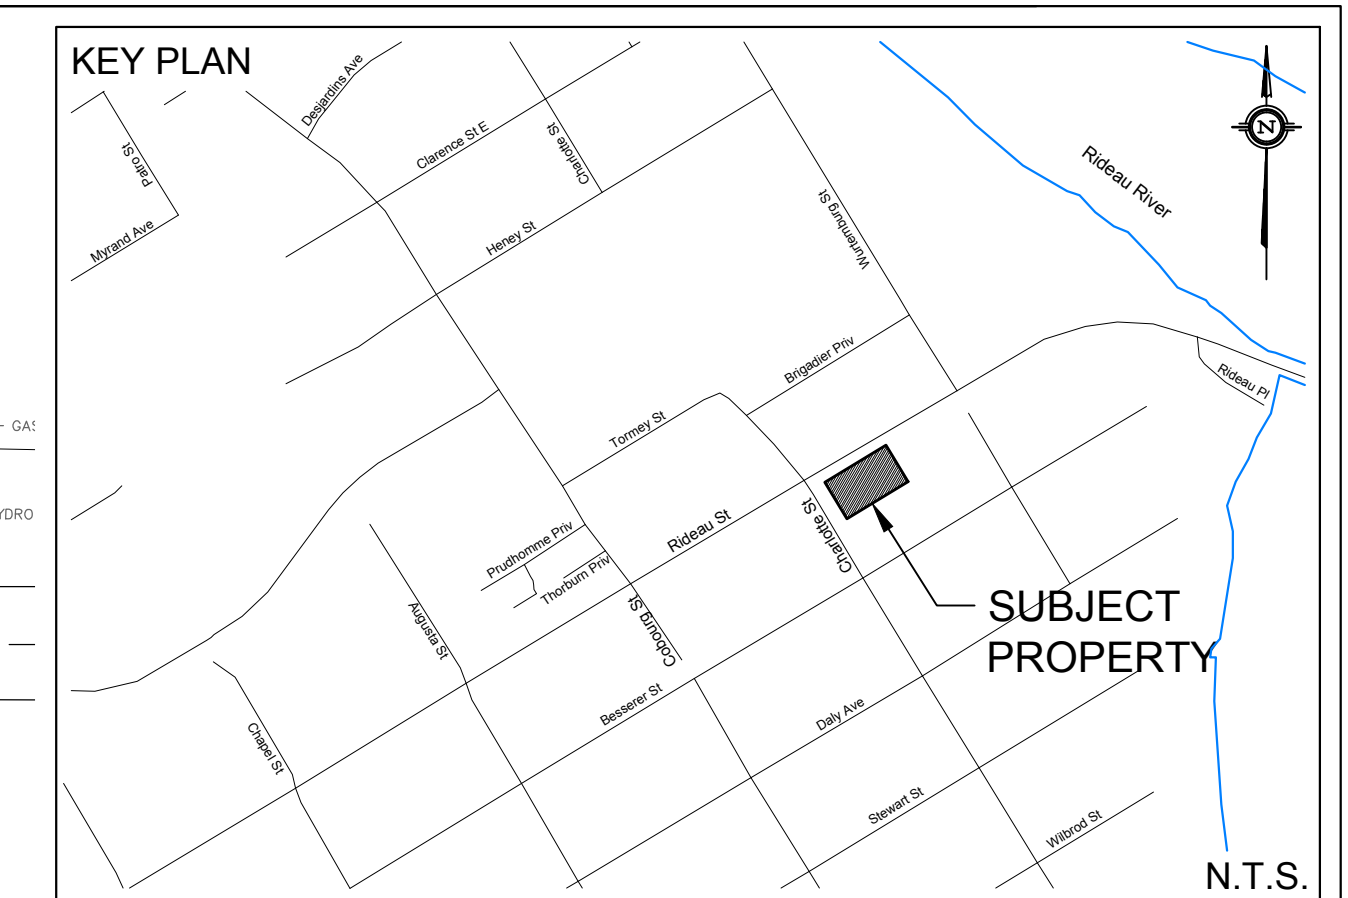 KEY PLAN
Desjardins Ave
Clarence St E
Charlotte St
Patro St
Myrand Ave
Heney St
Wurtemburg St
Rideau River
N
Brigadier Priv
Rideau Pl
Tormey St
- GAS
YDRO
Prudhomme Priv
Thorburn Priv
Rideau St
Charlotte St
Augusta St
Cobourg St
SUBJECT
PROPERTY
Besserer St
Daly Ave
Chapel St
Stewart St
Wilbrod St
N.T.S.